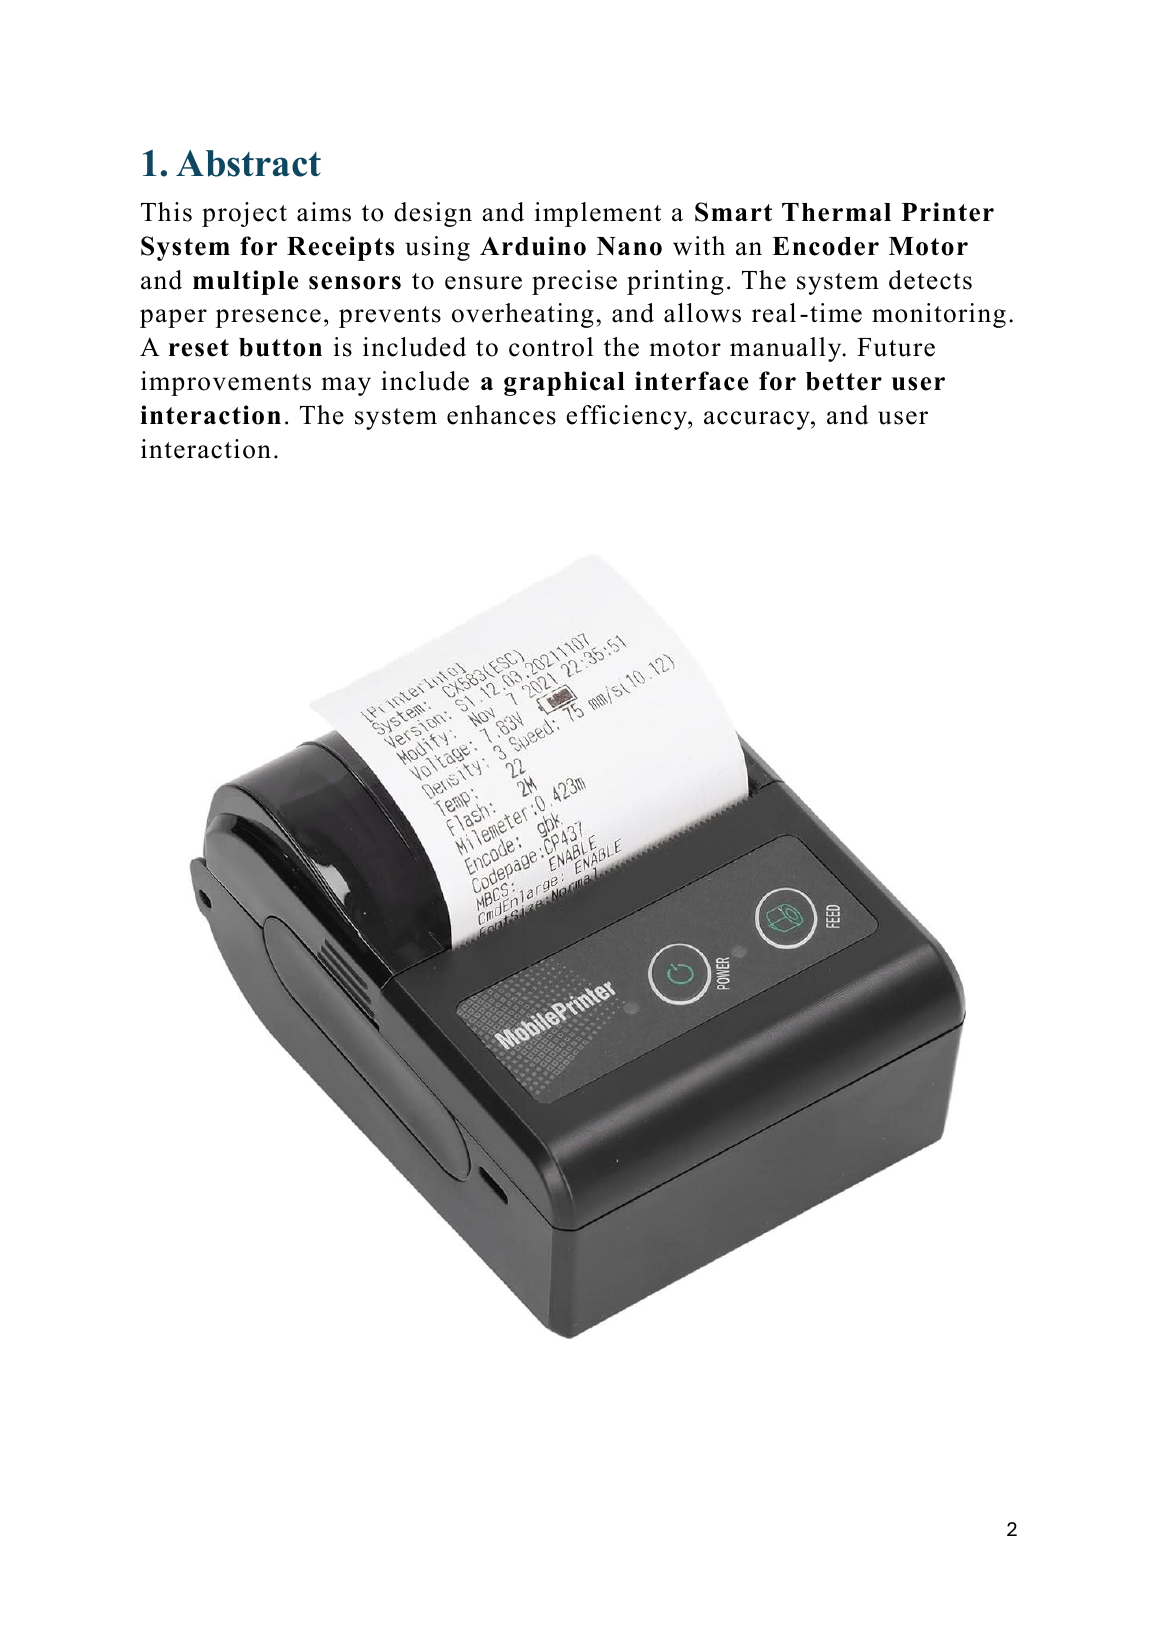 1. Abstract
This project aims to design and implement a Smart Thermal Printer
System for Receipts using Arduino Nano with an Encoder Motor
and multiple sensors to ensure precise printing. The system detects
paper presence, prevents overheating, and allows real-time monitoring.
A reset button is included to control the motor manually. Future
improvements may include a graphical interface for better user
interaction. The system enhances efficiency, accuracy, and user
interaction.
[PrinterInfo]
System: CX583(ESC)
Version: S1.12.03.20211107
Modify: Nov 7 2021 22:35:51
Voltage: 7.83V
Density: 3 Speed: 75 mm/s(10.12)
Temp: 22
Flash: 2M
Milemeter:0.423m
Encode: gbk
Codepage:CP437
MBCS: ENABLE
CmdEnlarge: ENABLE
FontSize:Normal
MobilePrinter
POWER
FEED
2